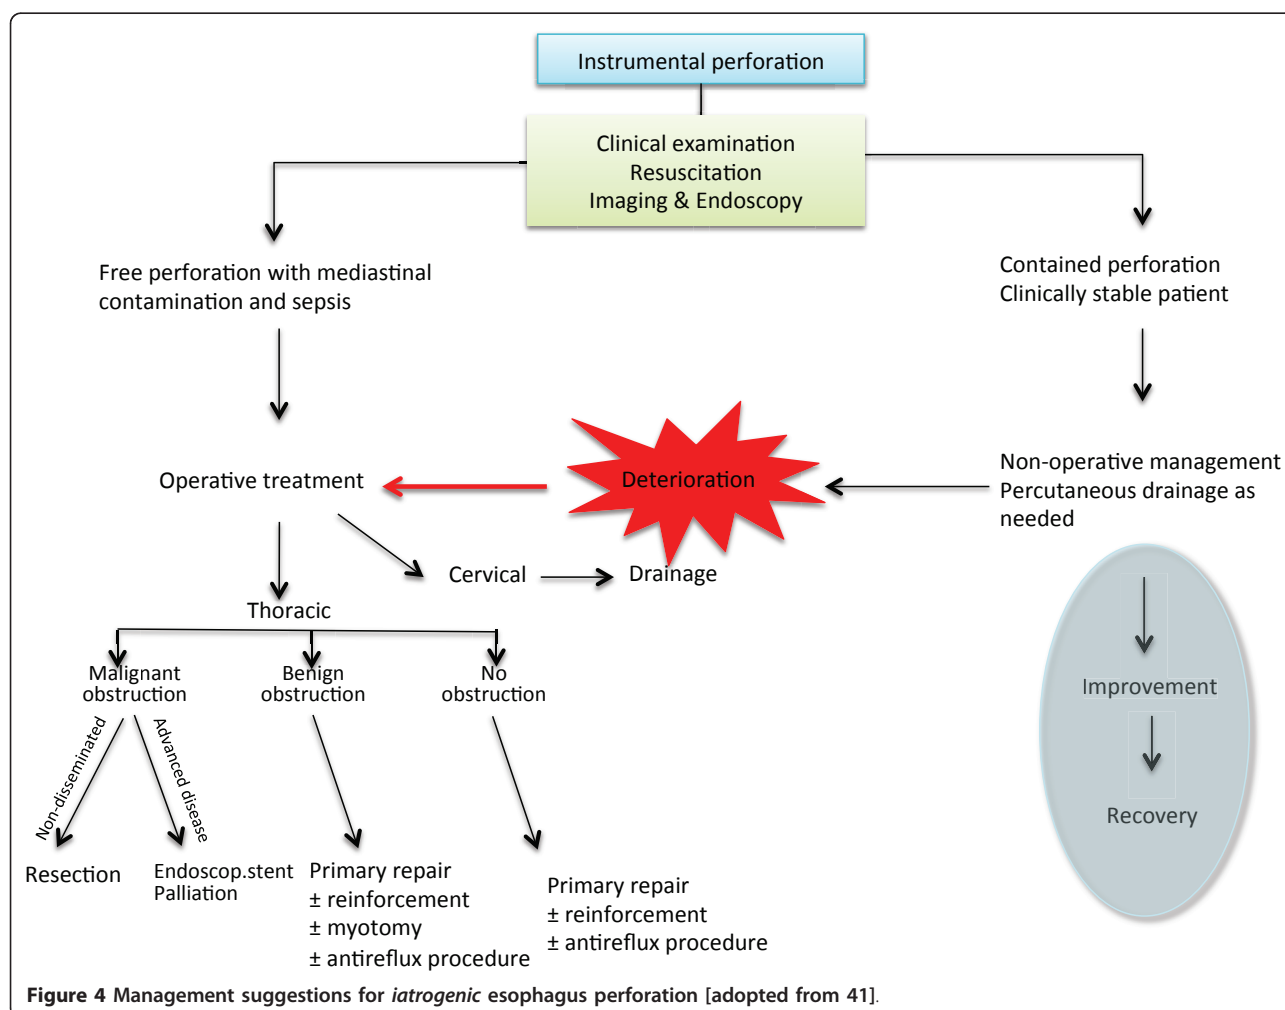 Instrumental perforation
Clinical examination
Resuscitation
Imaging & Endoscopy
Free perforation with mediastinal
contamination and sepsis
Contained perforation
Clinically stable patient
Operative treatment
Deterioration
Non-operative management
Percutaneous drainage as
needed
Cervical
Drainage
Thoracic
Malignant
obstruction
Benign
obstruction
No
obstruction
Improvement
Recovery
Non-disseminated
Advanced disease
Resection
Endoscop.stent
Palliation
Primary repair
± reinforcement
± myotomy
± antireflux procedure
Primary repair
± reinforcement
± antireflux procedure
Figure 4 Management suggestions for iatrogenic esophagus perforation [adopted from 41].